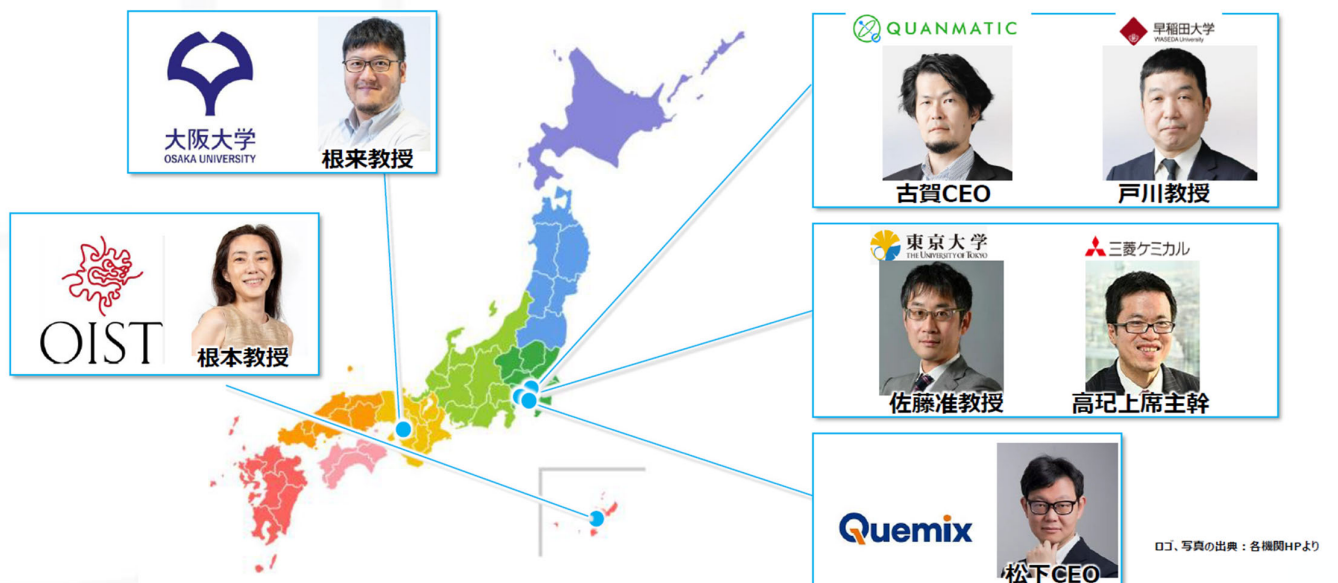 大阪大学
OSAKA UNIVERSITY
根来教授
OIST
根本教授
QUANMATIC
古賀CEO
早稲田大学
WASEDA University
戸川教授
東京大学
THE UNIVERSITY OF TOKYO
佐藤准教授
三菱ケミカル
高玘上席主幹
Quemix
松下CEO
ロゴ、写真の出典：各機関HPより